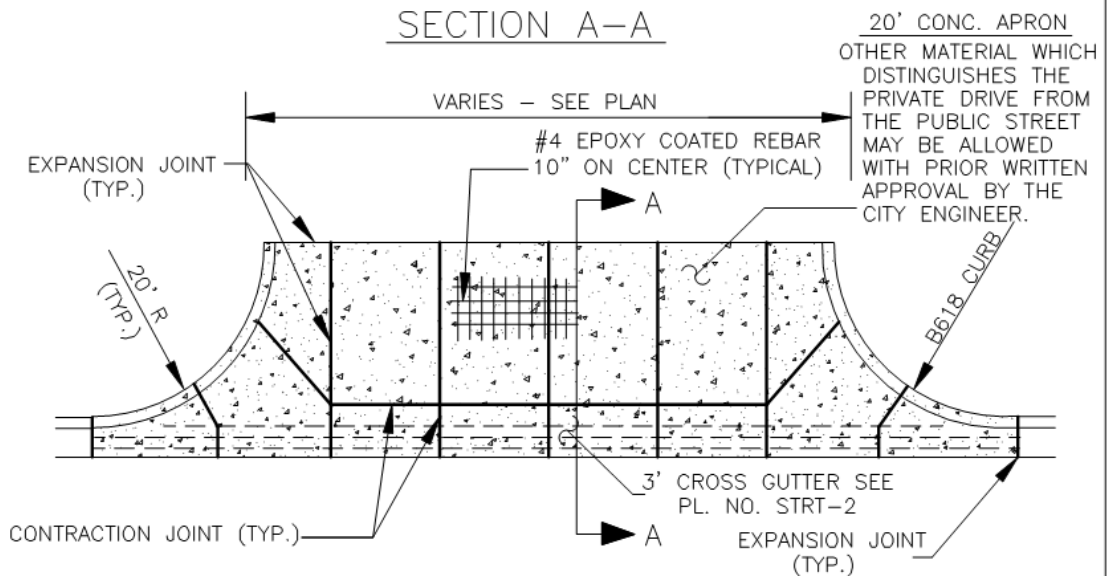 SECTION A-A
20' CONC. APRON
OTHER MATERIAL WHICH
DISTINGUISHES THE
PRIVATE DRIVE FROM
THE PUBLIC STREET
MAY BE ALLOWED
WITH PRIOR WRITTEN
APPROVAL BY THE
CITY ENGINEER.
VARIES - SEE PLAN
#4 EPOXY COATED REBAR
10" ON CENTER (TYPICAL)
EXPANSION JOINT
(TYP.)
A
20' R
(TYP.)
B618 CURB
3' CROSS GUTTER SEE
PL. NO. STRT-2
CONTRACTION JOINT (TYP.)
A
EXPANSION JOINT
(TYP.)